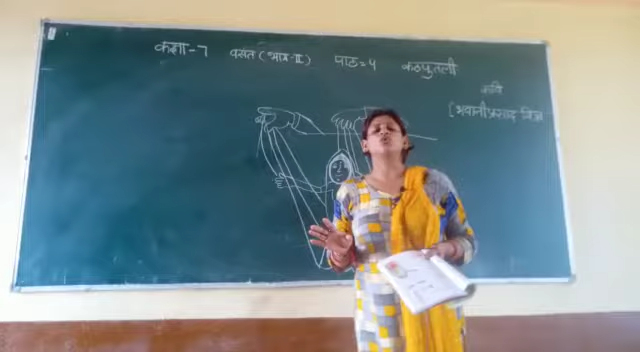 कक्षा-7 वसंत (भाग-II) पाठ=4 कठपुतली
कवि
[भवानीप्रसाद मिश्र